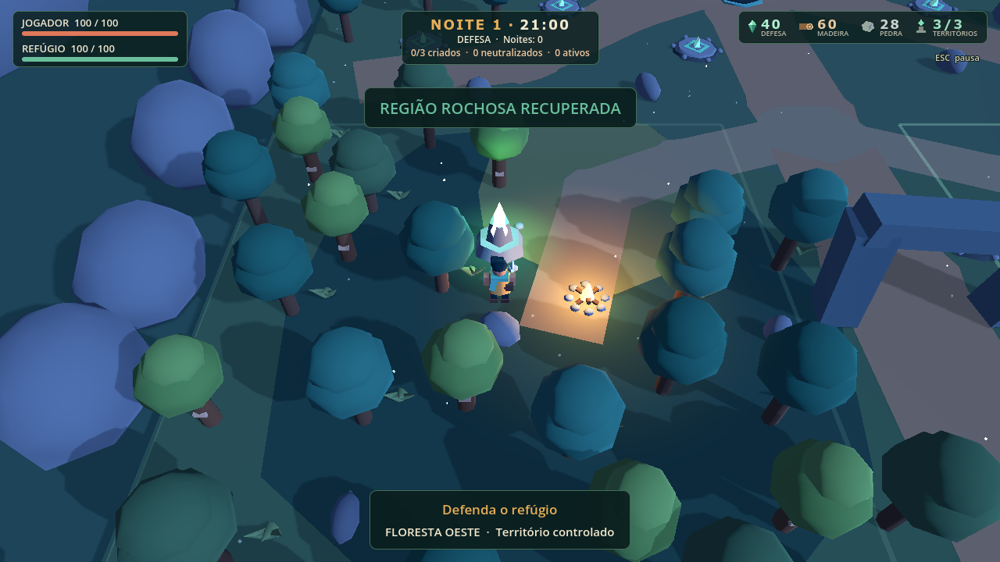 JOGADOR 100 / 100
REFÚGIO 100 / 100
NOITE 1 · 21:00
DEFESA · Noites: 0
0/3 criados · 0 neutralizados · 0 ativos
40 DEFESA
60 MADEIRA
28 PEDRA
3/3 TERRITÓRIOS
ESC pausa
REGIÃO ROCHOSA RECUPERADA
Defenda o refúgio
FLORESTA OESTE · Território controlado